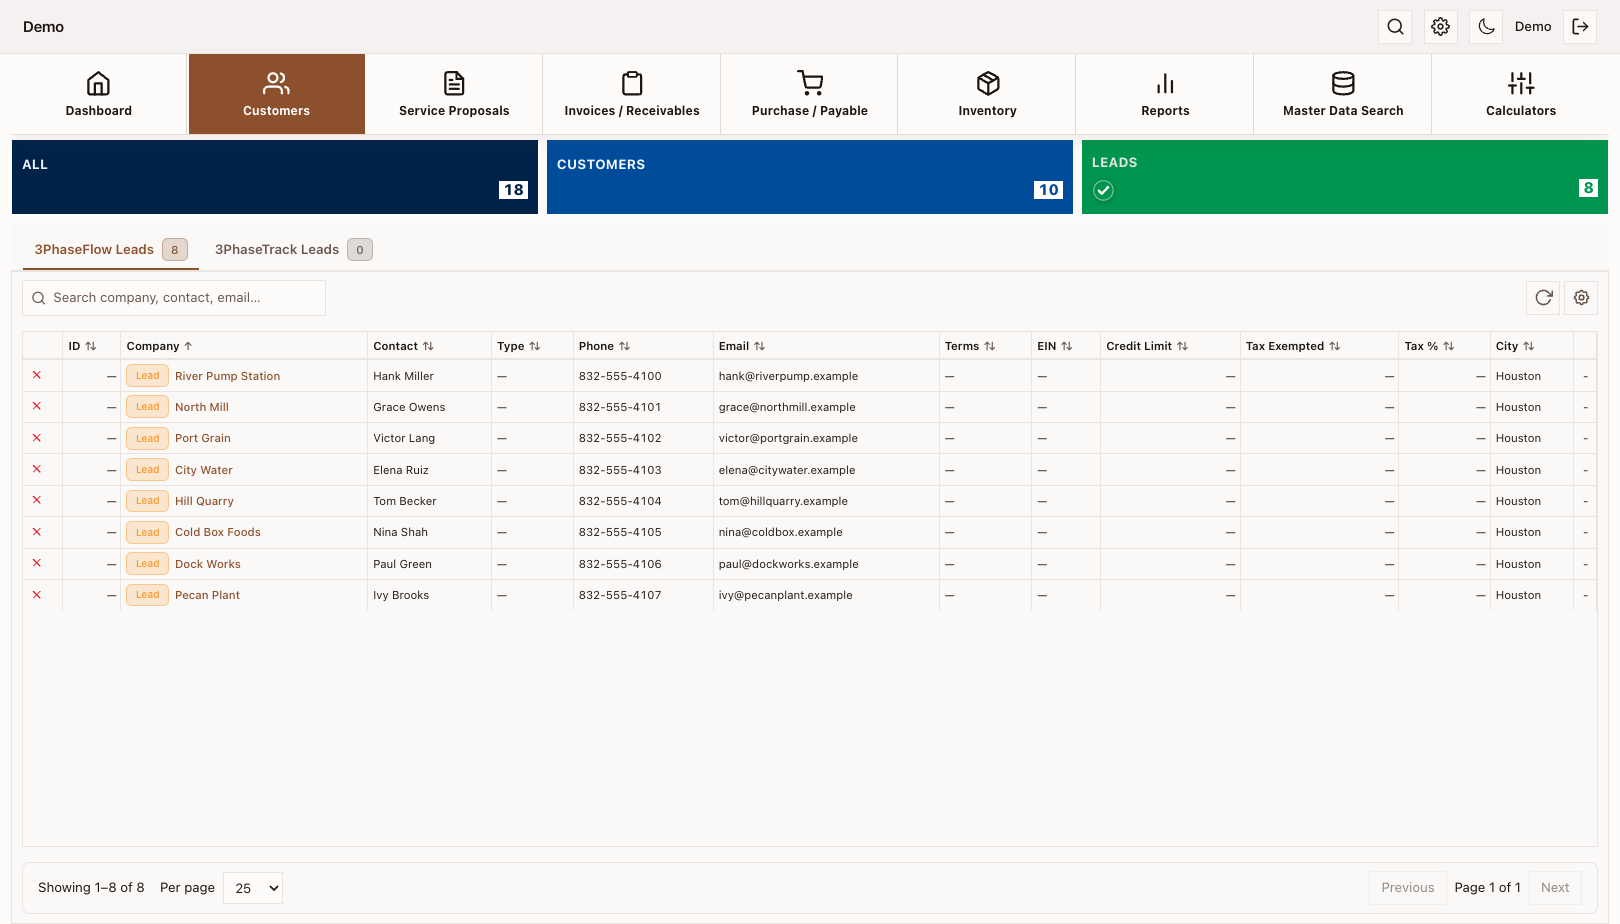 Demo
Demo
Dashboard
Customers
Service Proposals
Invoices / Receivables
Purchase / Payable
Inventory
Reports
Master Data Search
Calculators
ALL
18
CUSTOMERS
10
LEADS
8
3PhaseFlow Leads 8 3PhaseTrack Leads 0
Search company, contact, email...
ID Company Contact Type Phone Email Terms EIN Credit Limit Tax Exempted Tax % City
— Lead River Pump Station Hank Miller — 832-555-4100 hank@riverpump.example — — — — — Houston -
— Lead North Mill Grace Owens — 832-555-4101 grace@northmill.example — — — — — Houston -
— Lead Port Grain Victor Lang — 832-555-4102 victor@portgrain.example — — — — — Houston -
— Lead City Water Elena Ruiz — 832-555-4103 elena@citywater.example — — — — — Houston -
— Lead Hill Quarry Tom Becker — 832-555-4104 tom@hillquarry.example — — — — — Houston -
— Lead Cold Box Foods Nina Shah — 832-555-4105 nina@coldbox.example — — — — — Houston -
— Lead Dock Works Paul Green — 832-555-4106 paul@dockworks.example — — — — — Houston -
— Lead Pecan Plant Ivy Brooks — 832-555-4107 ivy@pecanplant.example — — — — — Houston -
Showing 1–8 of 8 Per page 25 Previous Page 1 of 1 Next